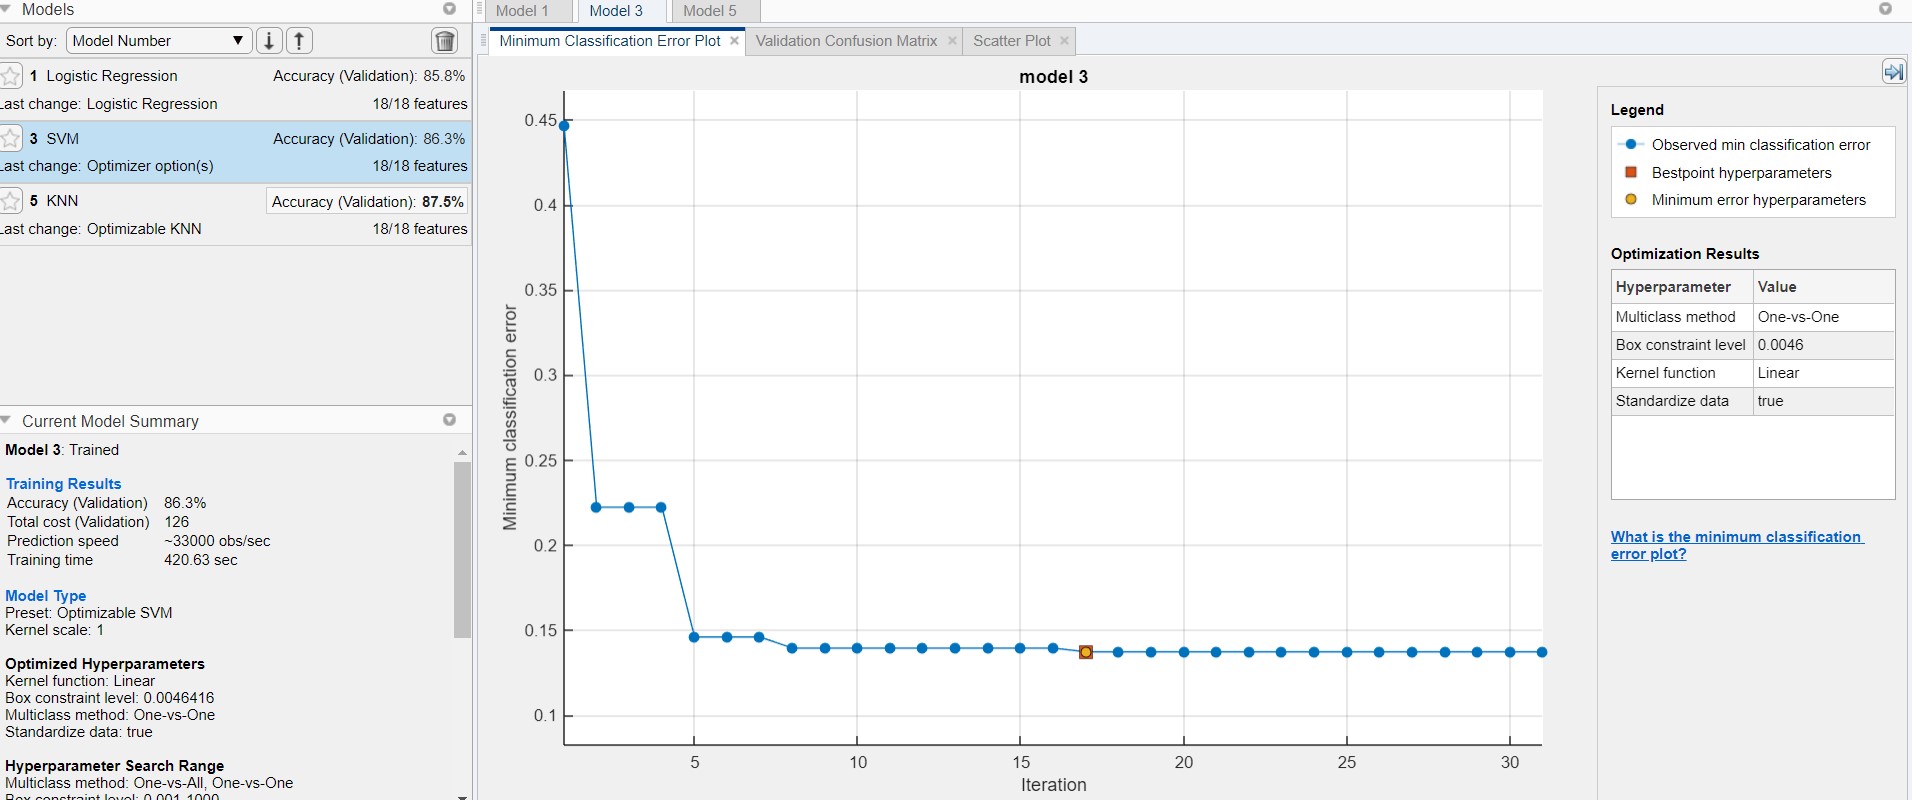 Models
Sort by: Model Number
1 Logistic Regression Accuracy (Validation): 85.8%
Last change: Logistic Regression 18/18 features
3 SVM Accuracy (Validation): 86.3%
Last change: Optimizer option(s) 18/18 features
5 KNN Accuracy (Validation): 87.5%
Last change: Optimizable KNN 18/18 features
Current Model Summary
Model 3: Trained
Training Results
Accuracy (Validation) 86.3%
Total cost (Validation) 126
Prediction speed ~33000 obs/sec
Training time 420.63 sec
Model Type
Preset: Optimizable SVM
Kernel scale: 1
Optimized Hyperparameters
Kernel function: Linear
Box constraint level: 0.0046416
Multiclass method: One-vs-One
Standardize data: true
Hyperparameter Search Range
Multiclass method: One-vs-All, One-vs-One
Box constraint level: 0.001-1000
Model 1 Model 3 Model 5
Minimum Classification Error Plot Validation Confusion Matrix Scatter Plot
model 3
Minimum classification error
0.45
0.4
0.35
0.3
0.25
0.2
0.15
0.1
5 10 15 20 25 30
Iteration
Legend
Observed min classification error
Bestpoint hyperparameters
Minimum error hyperparameters
Optimization Results
Hyperparameter Value
Multiclass method One-vs-One
Box constraint level 0.0046
Kernel function Linear
Standardize data true
What is the minimum classification
error plot?